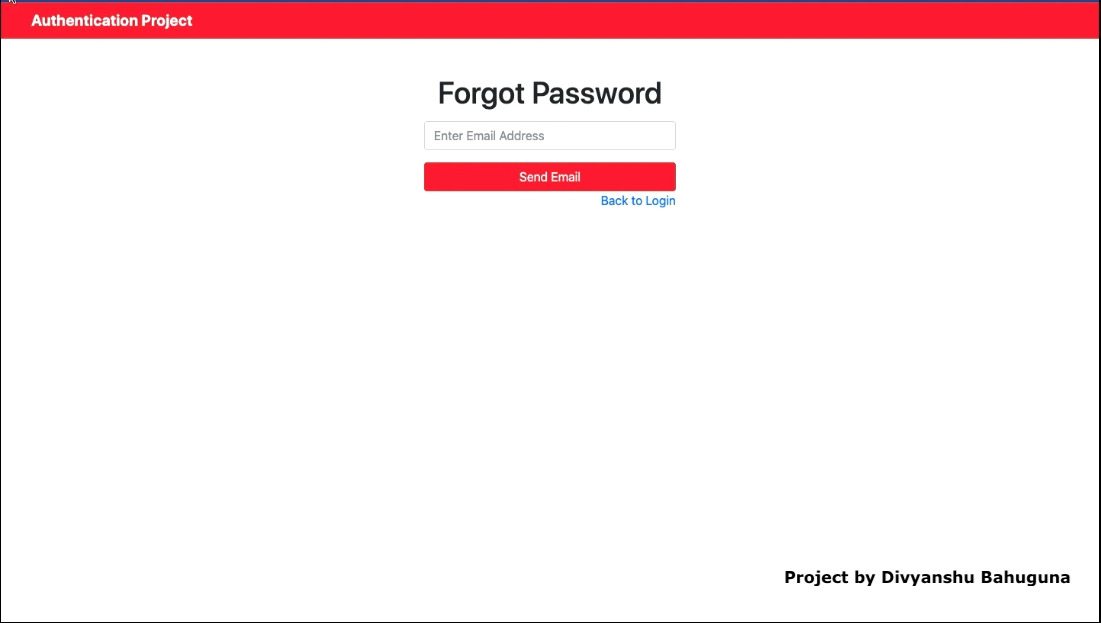 Authentication Project
Forgot Password
Enter Email Address
Send Email
Back to Login
Project by Divyanshu Bahuguna